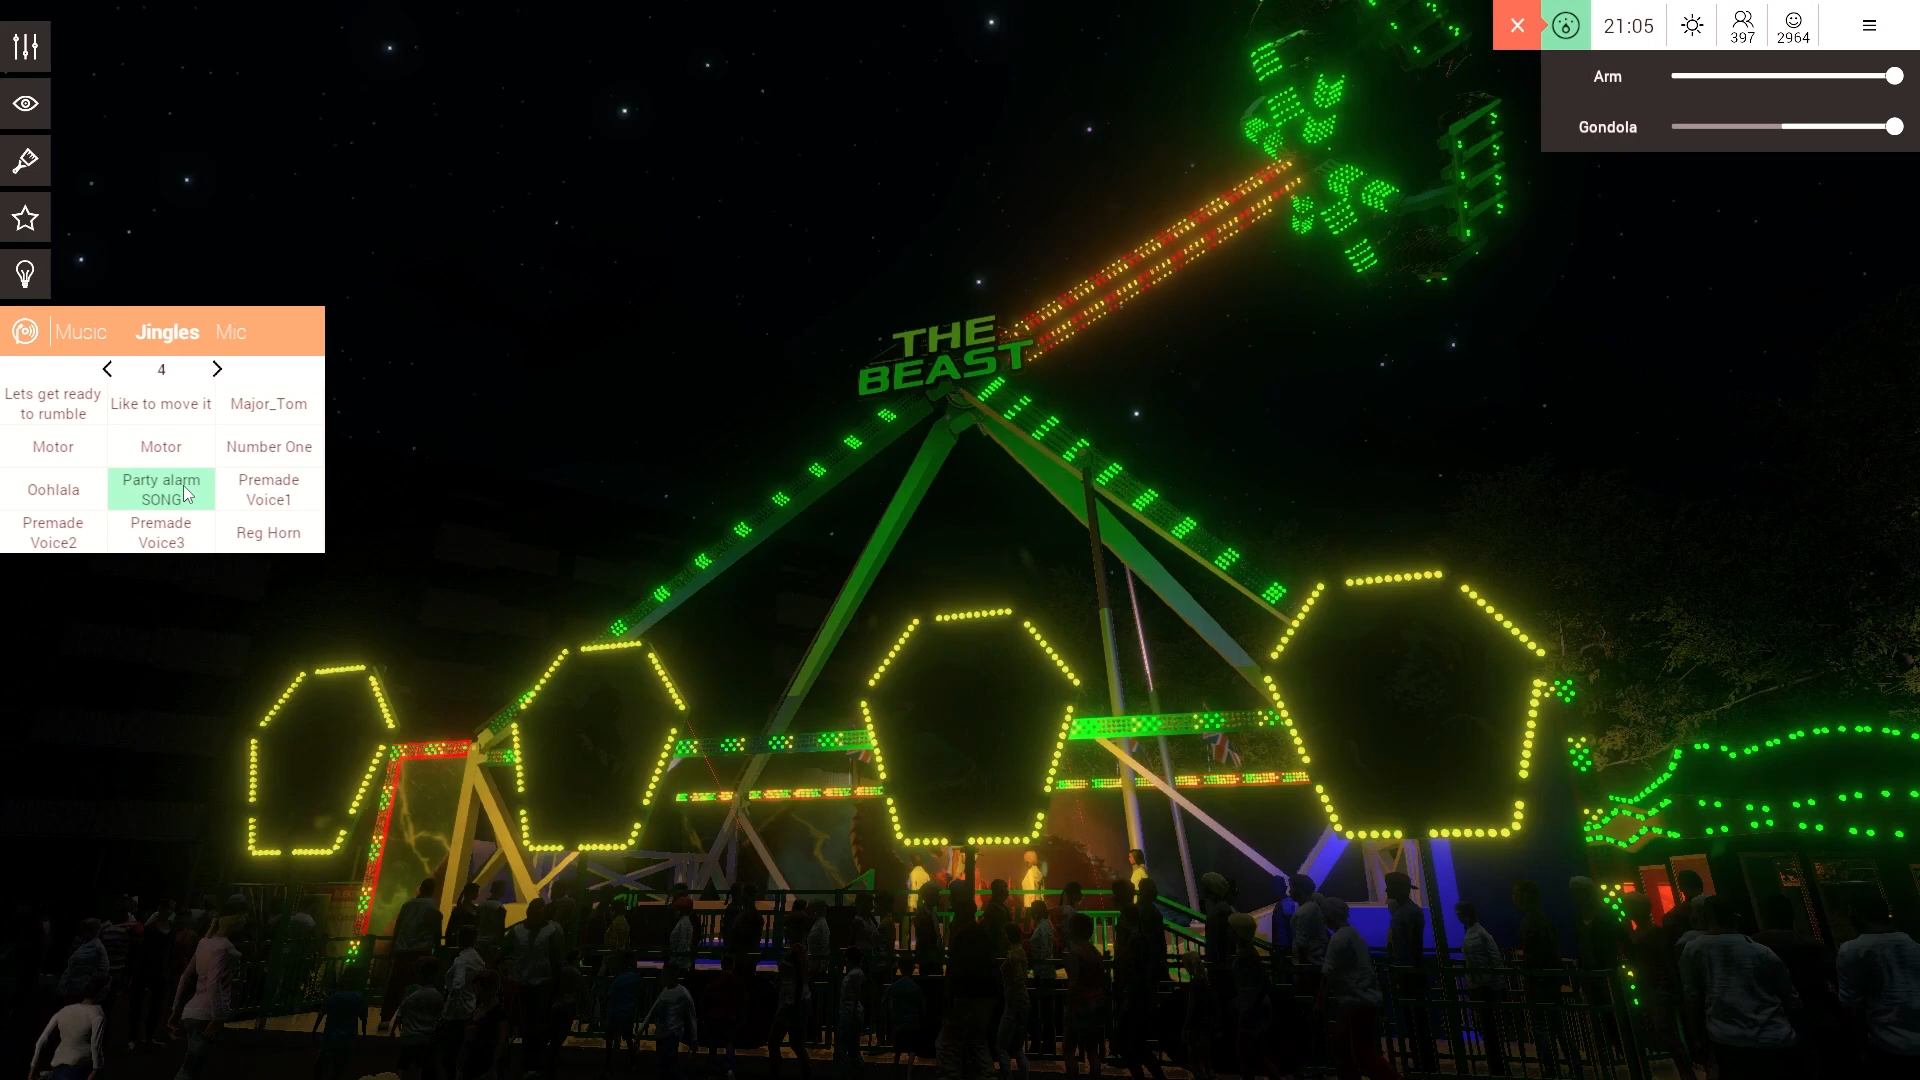 21:05
397
2964
Arm
Gondola
Music Jingles Mic
4
Lets get ready
to rumble
Like to move it
Major_Tom
Motor
Motor
Number One
Oohlala
Party alarm
SONG
Premade
Voice1
Premade
Voice2
Premade
Voice3
Reg Horn
THE
BEAST